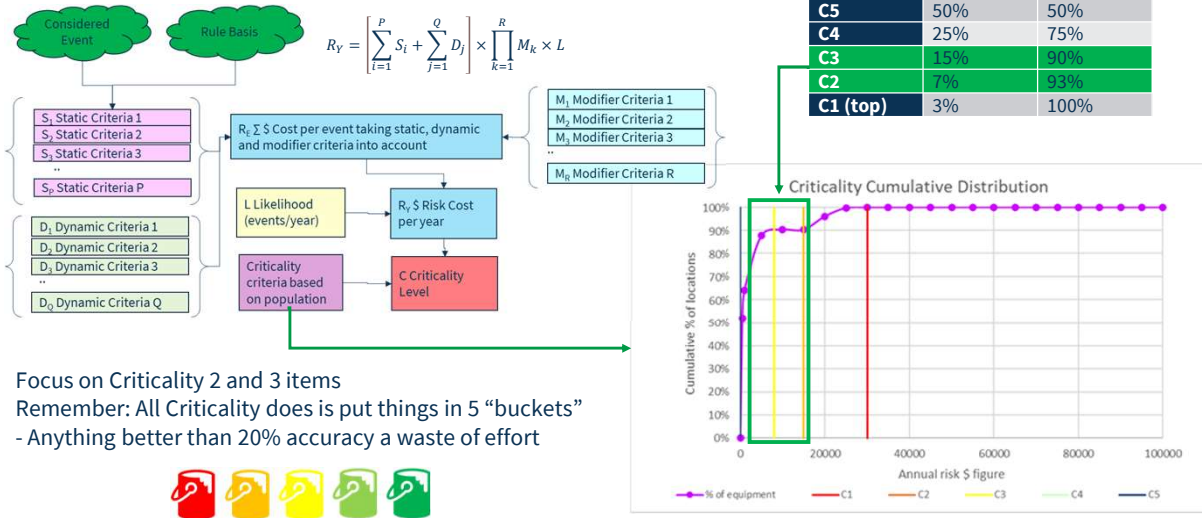 Considered
Event
Rule Basis
R_Y = [∑_{i=1}^{P} S_i + ∑_{j=1}^{Q} D_j] × ∏_{k=1}^{R} M_k × L
C5 50% 50%
C4 25% 75%
C3 15% 90%
C2 7% 93%
C1 (top) 3% 100%
S₁ Static Criteria 1
S₂ Static Criteria 2
S₃ Static Criteria 3
..
S_P Static Criteria P
R_E ∑ $ Cost per event taking static, dynamic
and modifier criteria into account
M₁ Modifier Criteria 1
M₂ Modifier Criteria 2
M₃ Modifier Criteria 3
..
M_R Modifier Criteria R
L Likelihood
(events/year)
R_Y $ Risk Cost
per year
D₁ Dynamic Criteria 1
D₂ Dynamic Criteria 2
D₃ Dynamic Criteria 3
..
D_Q Dynamic Criteria Q
Criticality
criteria based
on population
C Criticality
Level
Criticality Cumulative Distribution
Cumulative % of locations
100%
90%
80%
70%
60%
50%
40%
30%
20%
10%
0%
0 20000 40000 60000 80000 100000
Annual risk $ figure
% of equipment C1 C2 C3 C4 C5
Focus on Criticality 2 and 3 items
Remember: All Criticality does is put things in 5 “buckets”
- Anything better than 20% accuracy a waste of effort